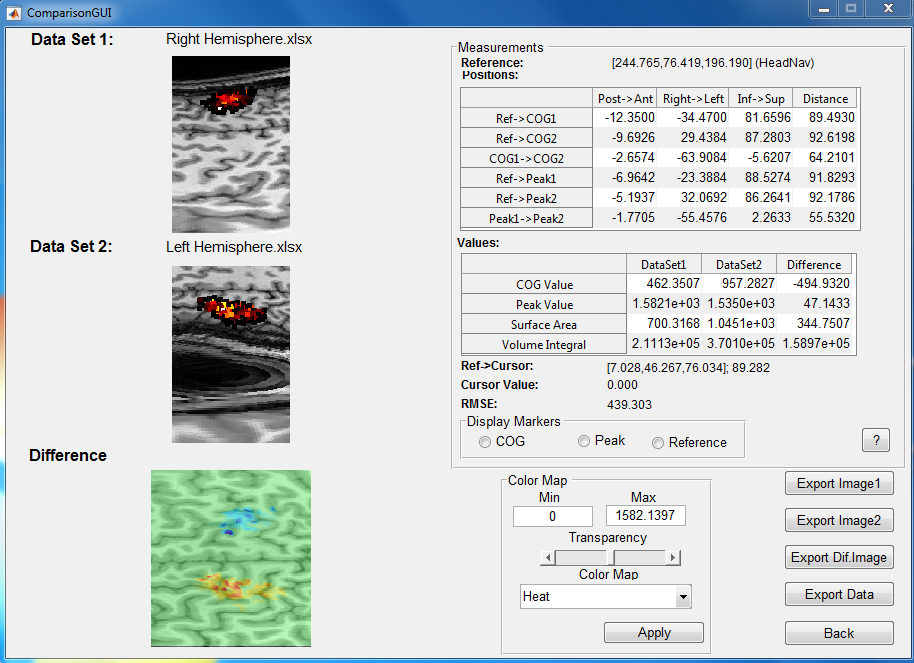 ComparisonGUI
Data Set 1: Right Hemisphere.xlsx
Data Set 2: Left Hemisphere.xlsx
Difference
Measurements
Reference: [244.765,76.419,196.190] (HeadNav)
Positions:
Post->Ant Right->Left Inf->Sup Distance
Ref->COG1 -12.3500 -34.4700 81.6596 89.4930
Ref->COG2 -9.6926 29.4384 87.2803 92.6198
COG1->COG2 -2.6574 -63.9084 -5.6207 64.2101
Ref->Peak1 -6.9642 -23.3884 88.5274 91.8293
Ref->Peak2 -5.1937 32.0692 86.2641 92.1786
Peak1->Peak2 -1.7705 -55.4576 2.2633 55.5320
Values:
DataSet1 DataSet2 Difference
COG Value 462.3507 957.2827 -494.9320
Peak Value 1.5821e+03 1.5350e+03 47.1433
Surface Area 700.3168 1.0451e+03 344.7507
Volume Integral 2.1113e+05 3.7010e+05 1.5897e+05
Ref->Cursor: [7.028,46.267,76.034]; 89.282
Cursor Value: 0.000
RMSE: 439.303
Display Markers
COG Peak Reference
?
Color Map
Min Max
0 1582.1397
Transparency
Color Map
Heat
Apply
Export Image1
Export Image2
Export Dif.Image
Export Data
Back